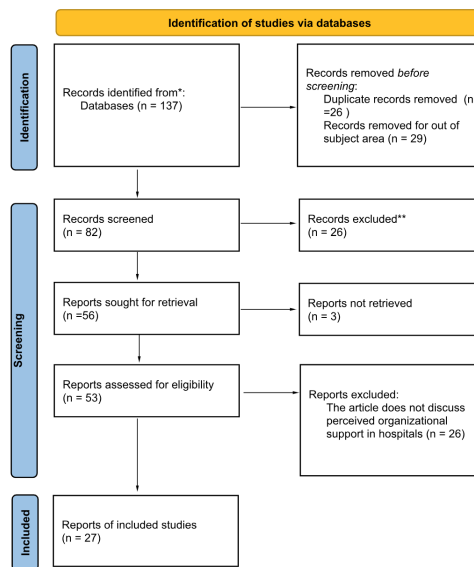 Identification of studies via databases
Identification
Records identified from*:
Databases (n = 137)
Records removed before
screening:
Duplicate records removed (n
=26 )
Records removed for out of
subject area (n = 29)
Screening
Records screened
(n = 82)
Records excluded**
(n = 26)
Reports sought for retrieval
(n =56)
Reports not retrieved
(n = 3)
Reports assessed for eligibility
(n = 53)
Reports excluded:
The article does not discuss
perceived organizational
support in hospitals (n = 26)
Included
Reports of included studies
(n = 27)